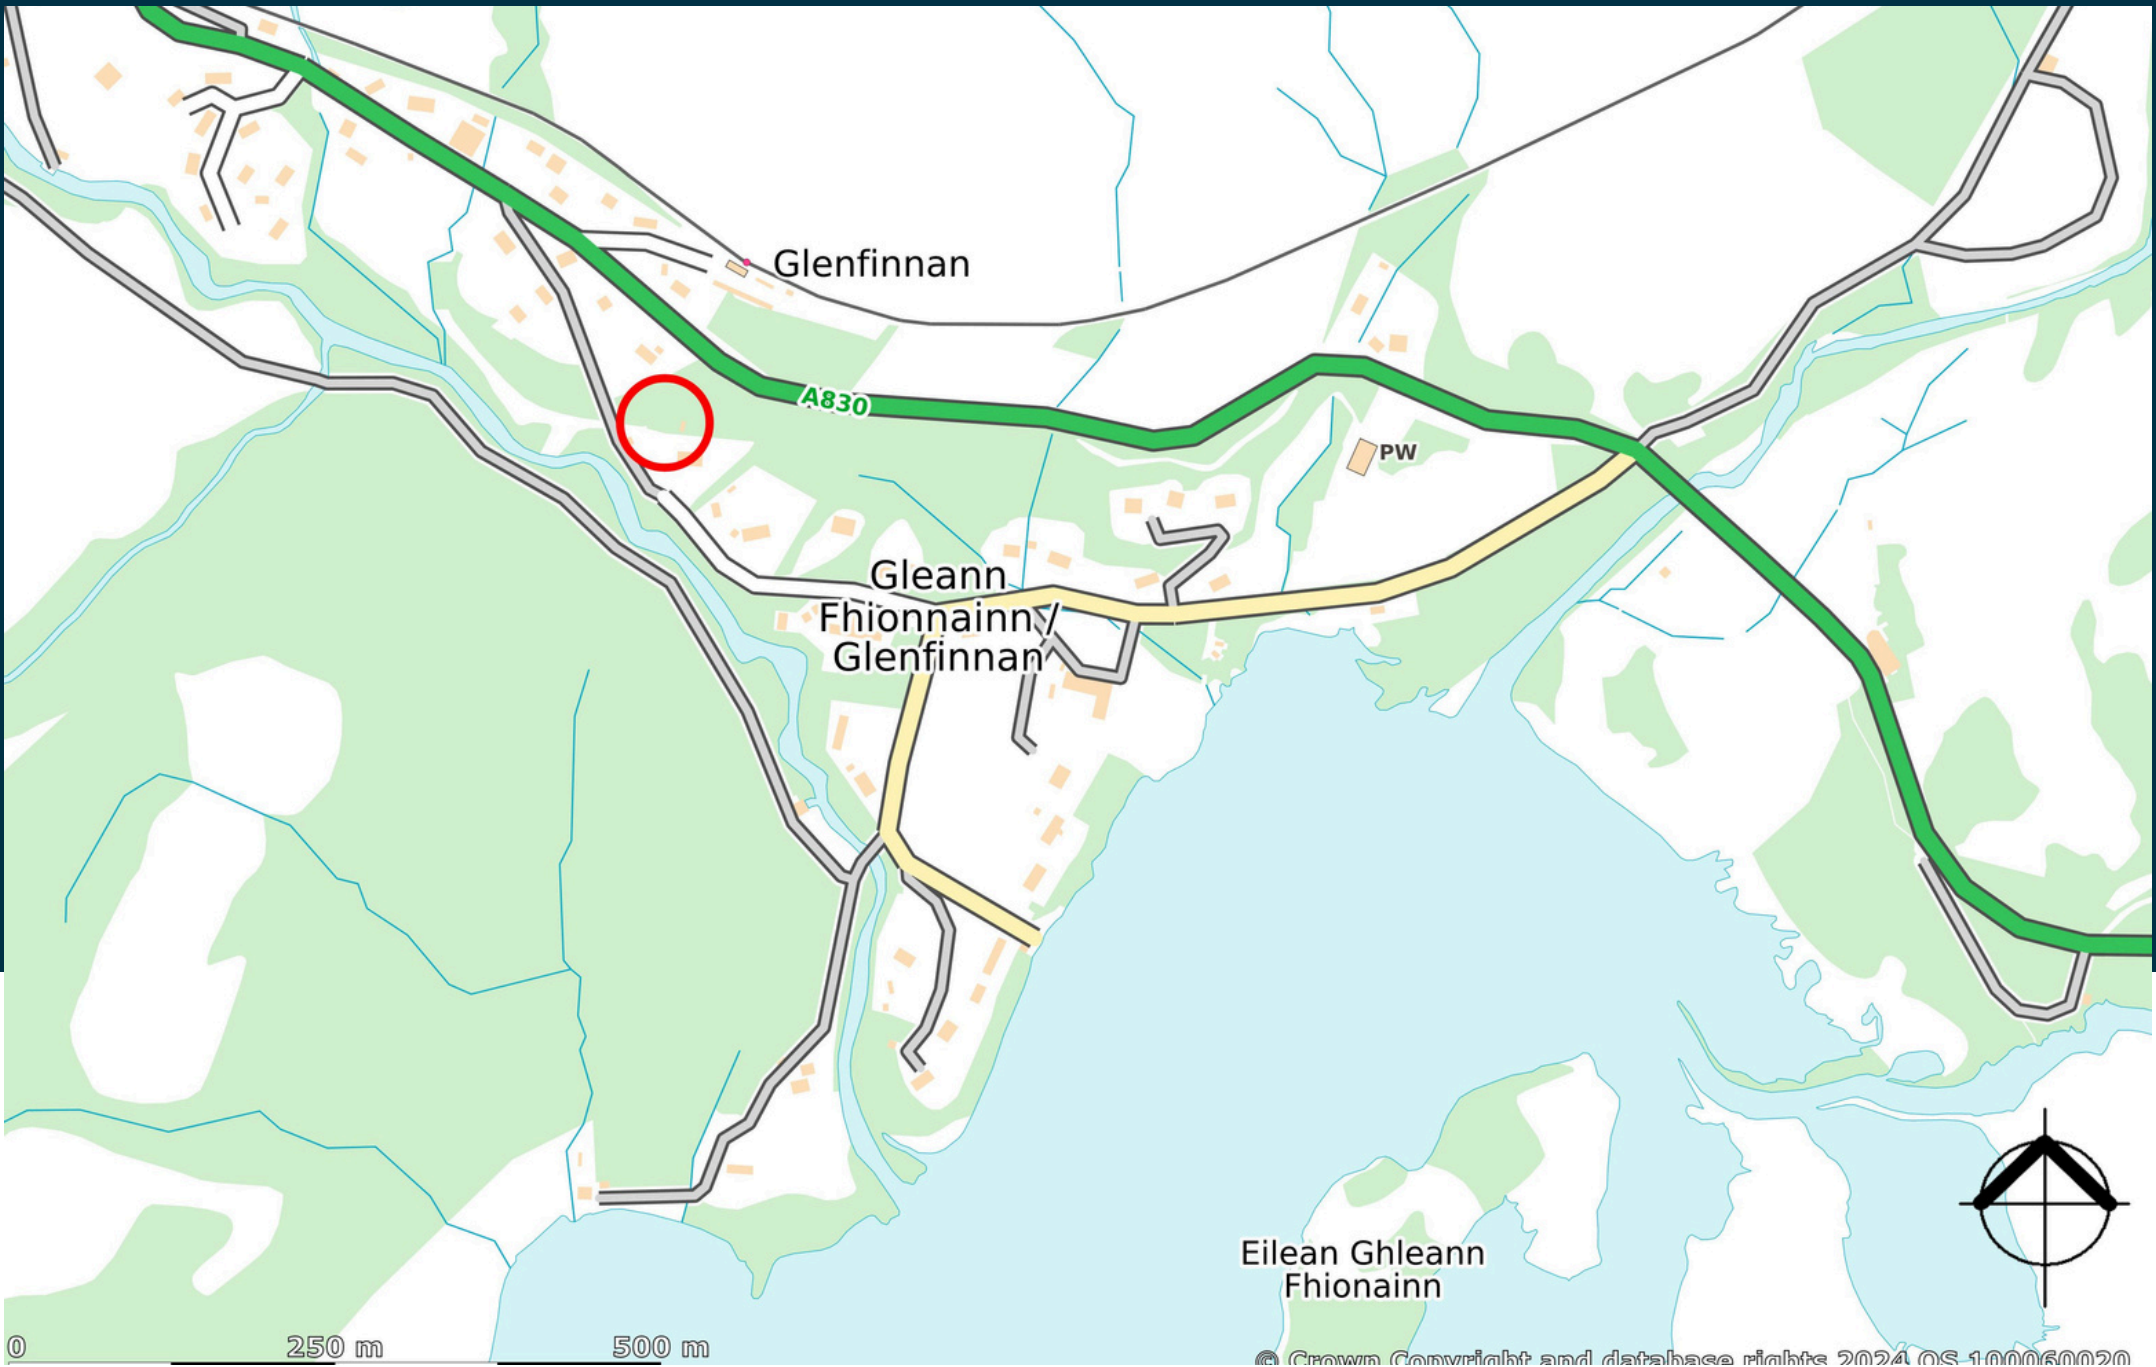 Glenfinnan
A830
PW
Gleann
Fhionnainn /
Glenfinnan
Eilean Ghleann
Fhionainn
0 250 m 500 m
© Crown Copyright and database rights 2024 OS 100060020